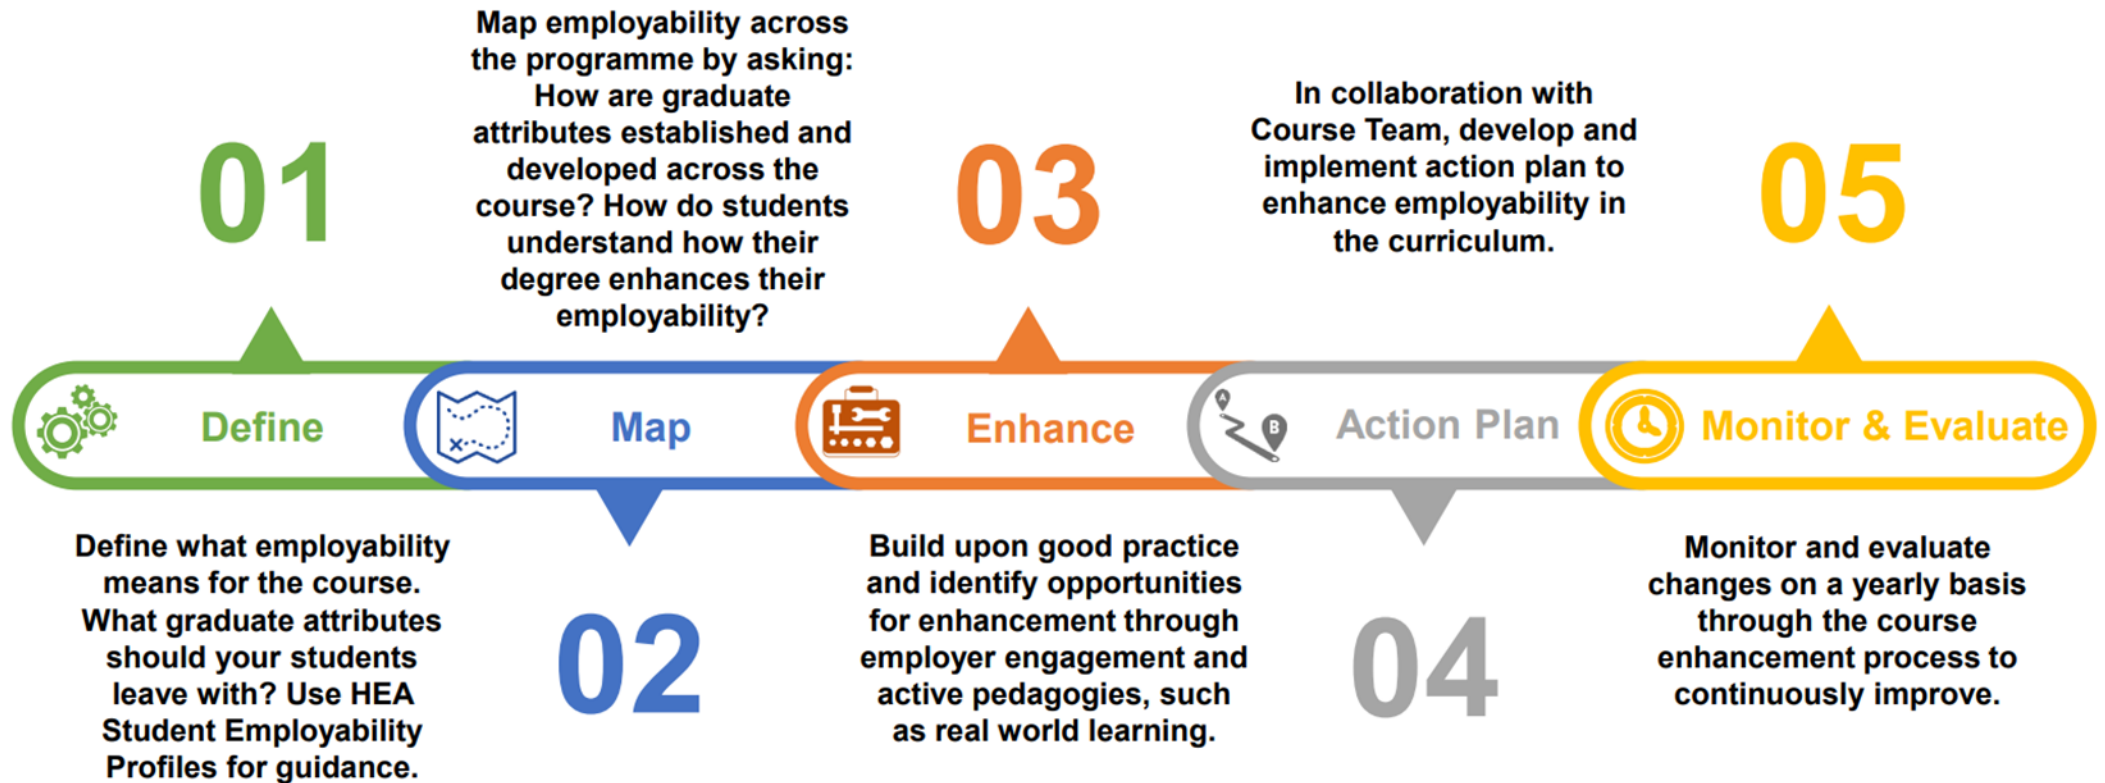 01
Define
Define what employability
means for the course.
What graduate attributes
should your students
leave with? Use HEA
Student Employability
Profiles for guidance.
Map employability across
the programme by asking:
How are graduate
attributes established and
developed across the
course? How do students
understand how their
degree enhances their
employability?
Map
02
03
Enhance
Build upon good practice
and identify opportunities
for enhancement through
employer engagement and
active pedagogies, such
as real world learning.
In collaboration with
Course Team, develop and
implement action plan to
enhance employability in
the curriculum.
A
B
Action Plan
04
05
Monitor & Evaluate
Monitor and evaluate
changes on a yearly basis
through the course
enhancement process to
continuously improve.